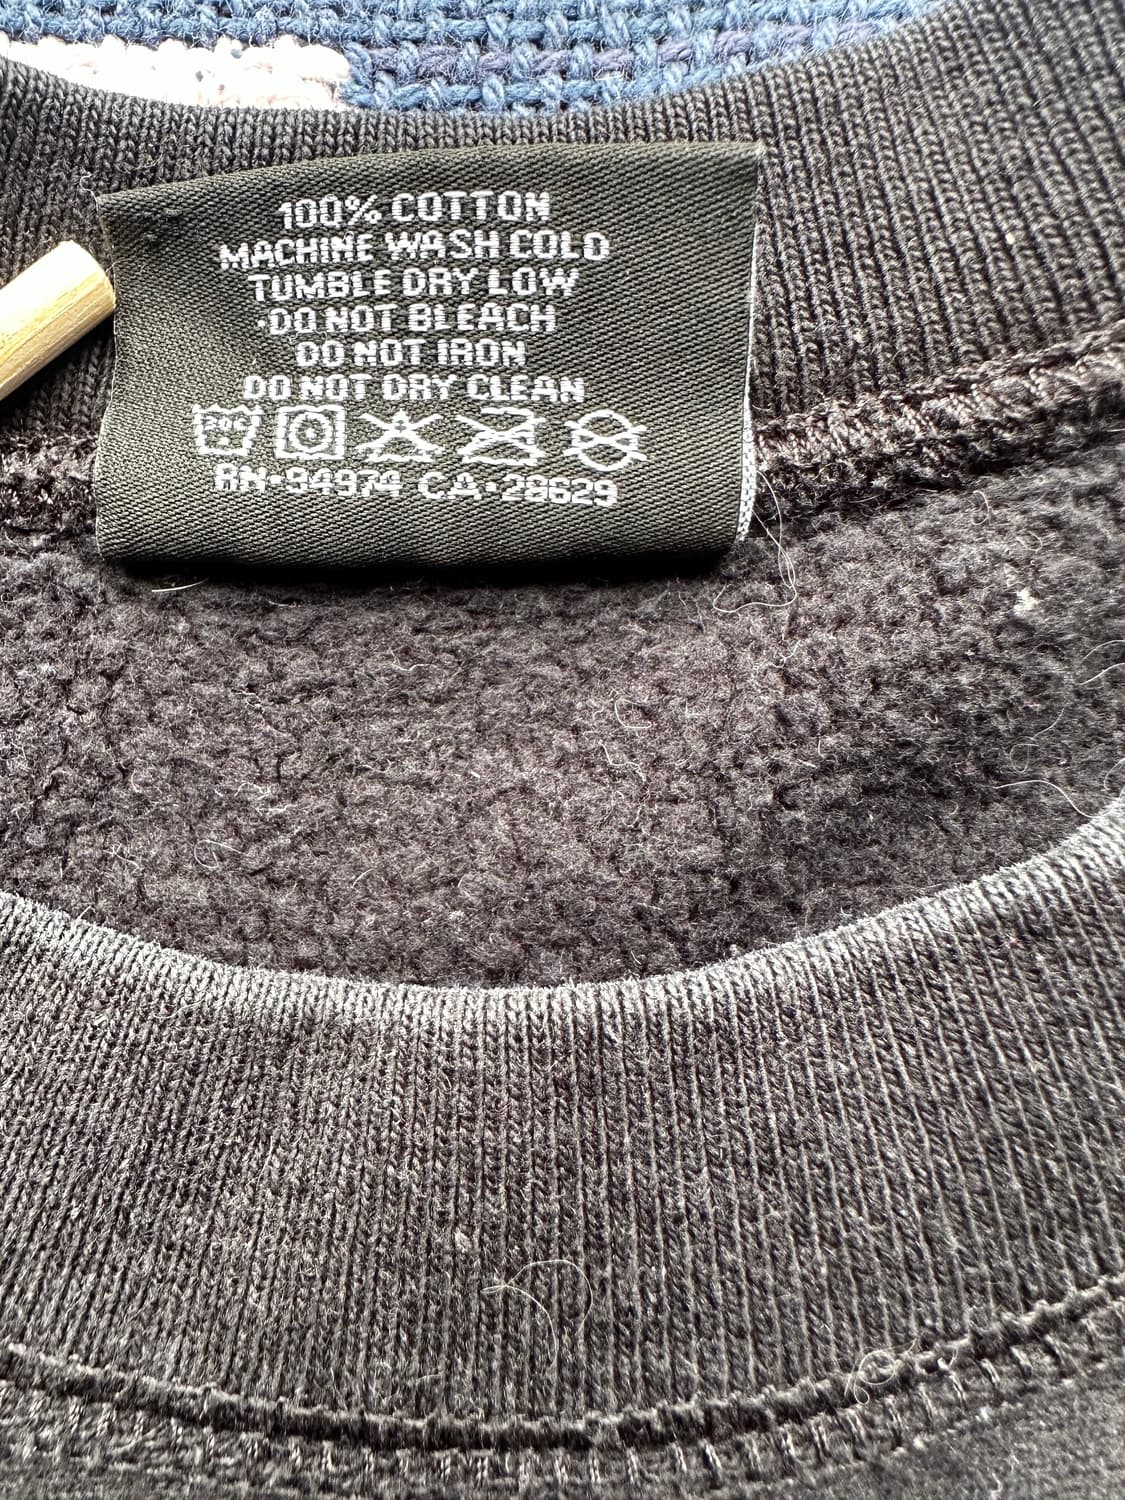 100% COTTON
MACHINE WASH COLD
TUMBLE DRY LOW
·DO NOT BLEACH
DO NOT IRON
DO NOT DRY CLEAN
30C
RN·94974 CA·28629